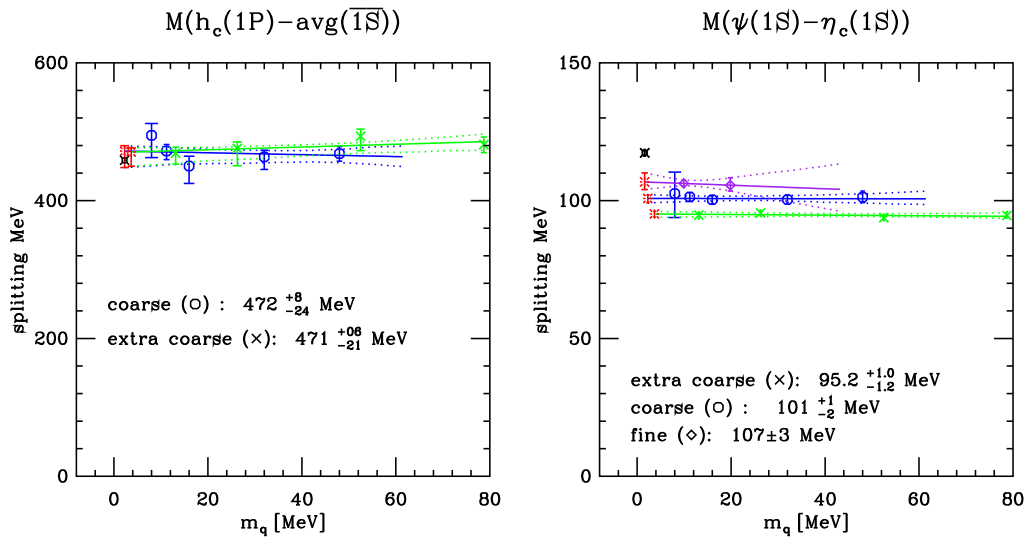 M(h_c(1P)−avg(1S̅))
600
400
200
0
splitting MeV
coarse (○) : 472 +8 −24 MeV
extra coarse (×): 471 +06 −21 MeV
0 20 40 60 80
m_q [MeV]
M(ψ(1S)−η_c(1S))
150
100
50
0
splitting MeV
extra coarse (×): 95.2 +1.0 −1.2 MeV
coarse (○) : 101 +1 −2 MeV
fine (◇): 107±3 MeV
0 20 40 60 80
m_q [MeV]